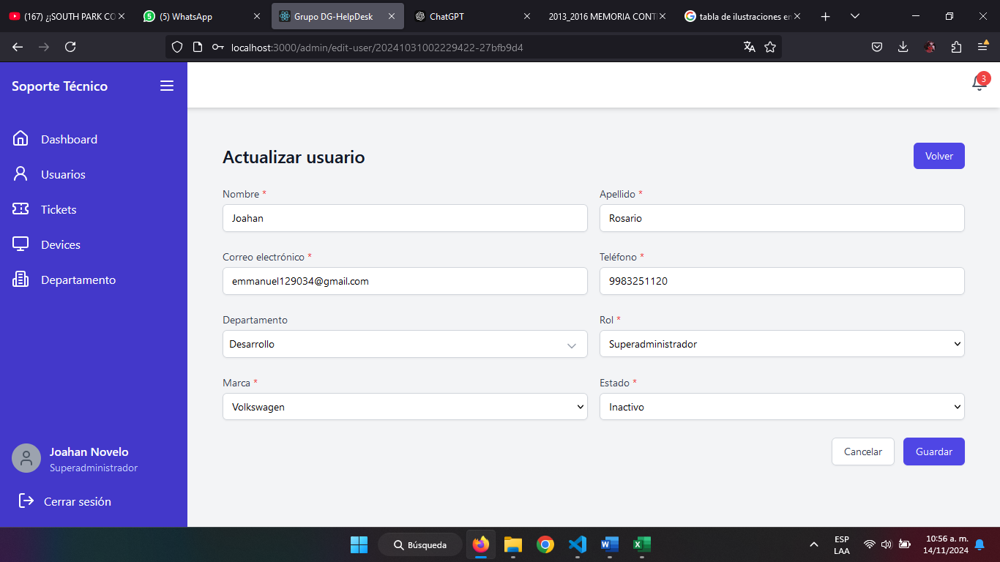 (167) ¿¡SOUTH PARK CO
(5) WhatsApp
Grupo DG-HelpDesk
ChatGPT
2013_2016 MEMORIA CONTI
tabla de ilustraciones en
localhost:3000/admin/edit-user/20241031002229422-27bfb9d4
Soporte Técnico
3
Dashboard
Usuarios
Tickets
Devices
Departamento
Actualizar usuario
Volver
Nombre *
Apellido *
Joahan
Rosario
Correo electrónico *
Teléfono *
emmanuel129034@gmail.com
9983251120
Departamento
Rol *
Desarrollo
Superadministrador
Marca *
Estado *
Volkswagen
Inactivo
Cancelar
Guardar
Joahan Novelo
Superadministrador
Cerrar sesión
Búsqueda
ESP
LAA
10:56 a. m.
14/11/2024